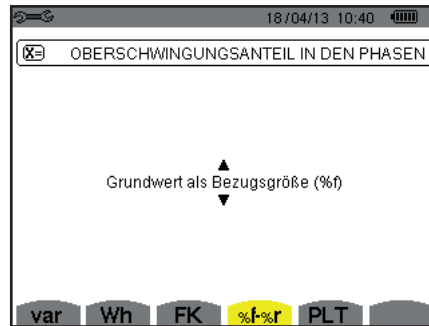 18/04/13 10:40
X= OBERSCHWINGUNGSANTEIL IN DEN PHASEN
Grundwert als Bezugsgröße (%f)
var Wh FK %f-%r PLT